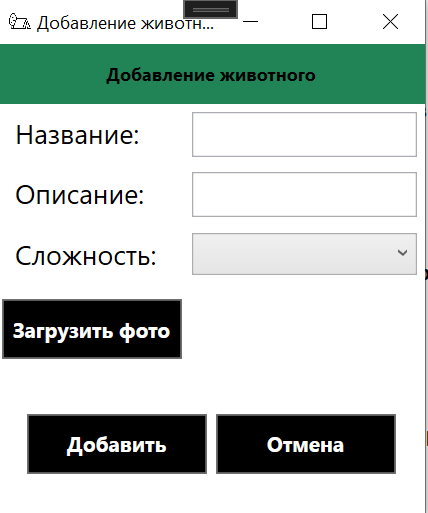 Добавление животн...
Добавление животного
Название:
Описание:
Сложность:
Загрузить фото
Добавить Отмена